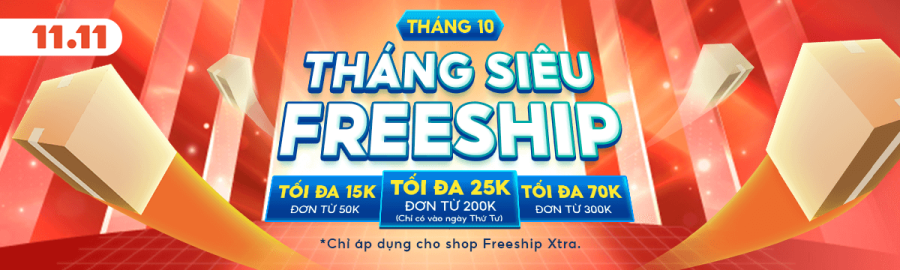 11.11
THÁNG 10
THÁNG SIÊU
FREESHIP
TỐI ĐA 15K
ĐƠN TỪ 50K
TỐI ĐA 25K
ĐƠN TỪ 200K
(Chỉ có vào ngày Thứ Tư)
TỐI ĐA 70K
ĐƠN TỪ 300K
*Chỉ áp dụng cho shop Freeship Xtra.